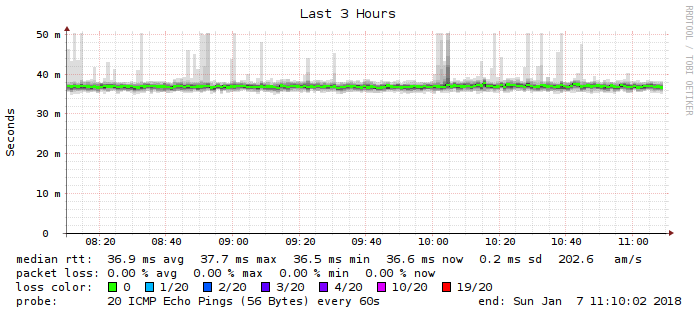 Last 3 Hours
RRDTOOL / TOBI OETIKER
Seconds
50 m
40 m
30 m
20 m
10 m
0
08:20 08:40 09:00 09:20 09:40 10:00 10:20 10:40 11:00
median rtt: 36.9 ms avg 37.7 ms max 36.5 ms min 36.6 ms now 0.2 ms sd 202.6 am/s
packet loss: 0.00 % avg 0.00 % max 0.00 % min 0.00 % now
loss color: 0 1/20 2/20 3/20 4/20 10/20 19/20
probe: 20 ICMP Echo Pings (56 Bytes) every 60s end: Sun Jan 7 11:10:02 2018